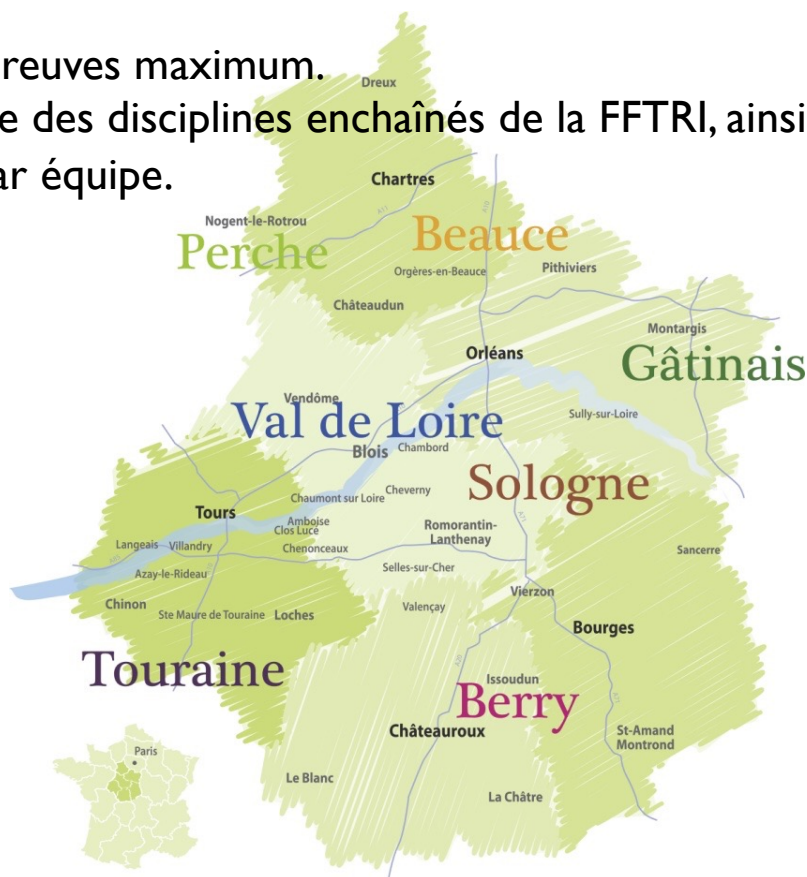 reuves maximum.
Dreux
e des disciplines enchaînés de la FFTRI, ainsi
ar équipe.
Chartres
Nogent-le-Rotrou
Perche
Beauce
Orgères-en-Beauce
Pithiviers
Châteaudun
Montargis
Orléans
Gâtinais
Vendôme
Val de Loire
Sully-sur-Loire
Blois
Chambord
Sologne
Chaumont sur Loire
Cheverny
Tours
Amboise
Clos Lucé
Romorantin-
Lanthenay
Langeais
Villandry
Chenonceaux
Sancerre
Azay-le-Rideau
Selles-sur-Cher
Vierzon
Chinon
Ste Maure de Touraine
Loches
Valençay
Bourges
Touraine
Issoudun
Berry
Châteauroux
St-Amand
Montrond
Paris
Le Blanc
La Châtre
A11
A10
A71
A20